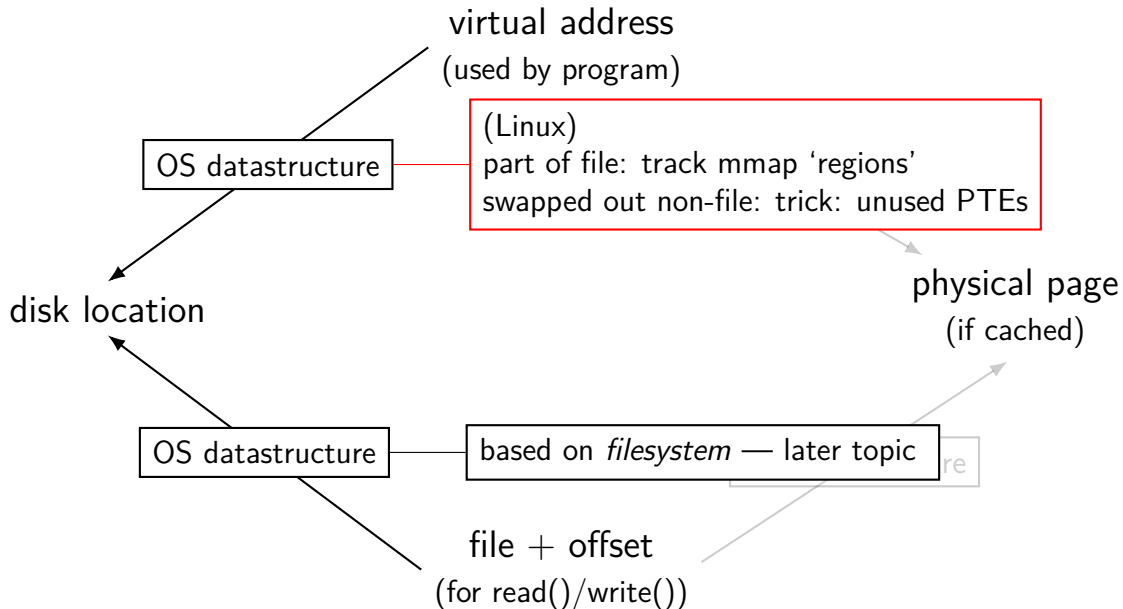 virtual address
(used by program)
OS datastructure
(Linux)
part of file: track mmap ‘regions’
swapped out non-file: trick: unused PTEs
disk location
physical page
(if cached)
OS datastructure
based on filesystem — later topic
re
file + offset
(for read()/write())